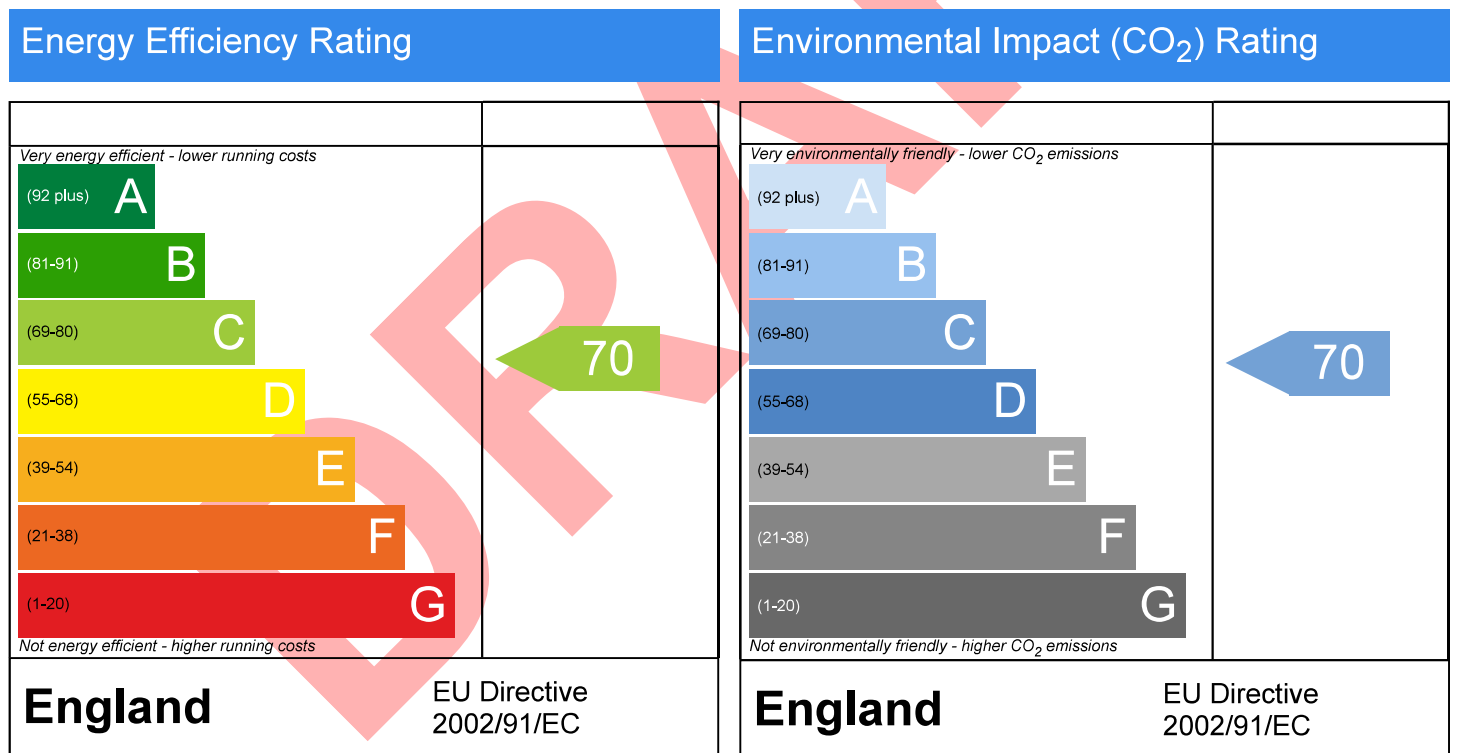 Energy Efficiency Rating
Very energy efficient - lower running costs
(92 plus) A
(81-91) B
(69-80) C
(55-68) D
(39-54) E
(21-38) F
(1-20) G
Not energy efficient - higher running costs
70
England
EU Directive
2002/91/EC
Environmental Impact (CO₂) Rating
Very environmentally friendly - lower CO₂ emissions
(92 plus) A
(81-91) B
(69-80) C
(55-68) D
(39-54) E
(21-38) F
(1-20) G
Not environmentally friendly - higher CO₂ emissions
70
England
EU Directive
2002/91/EC